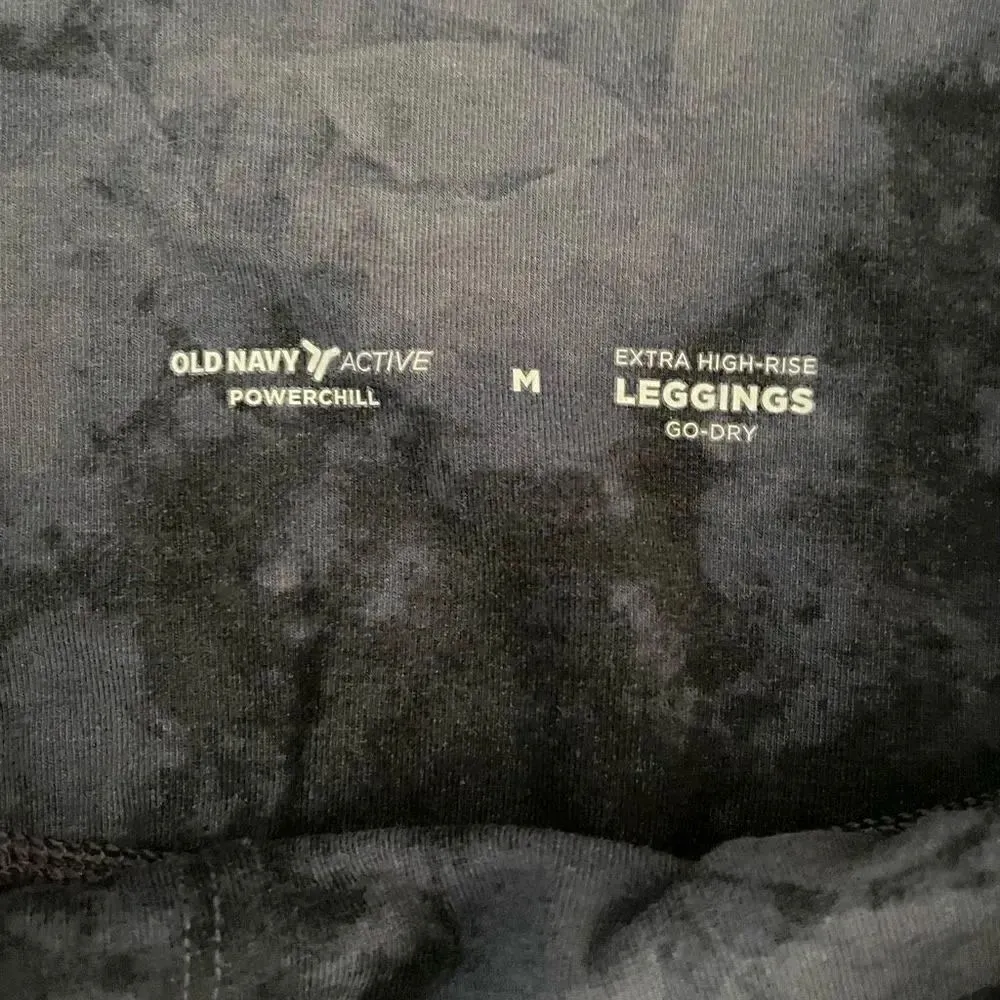 OLD NAVY ACTIVE
POWERCHILL
M
EXTRA HIGH-RISE
LEGGINGS
GO-DRY